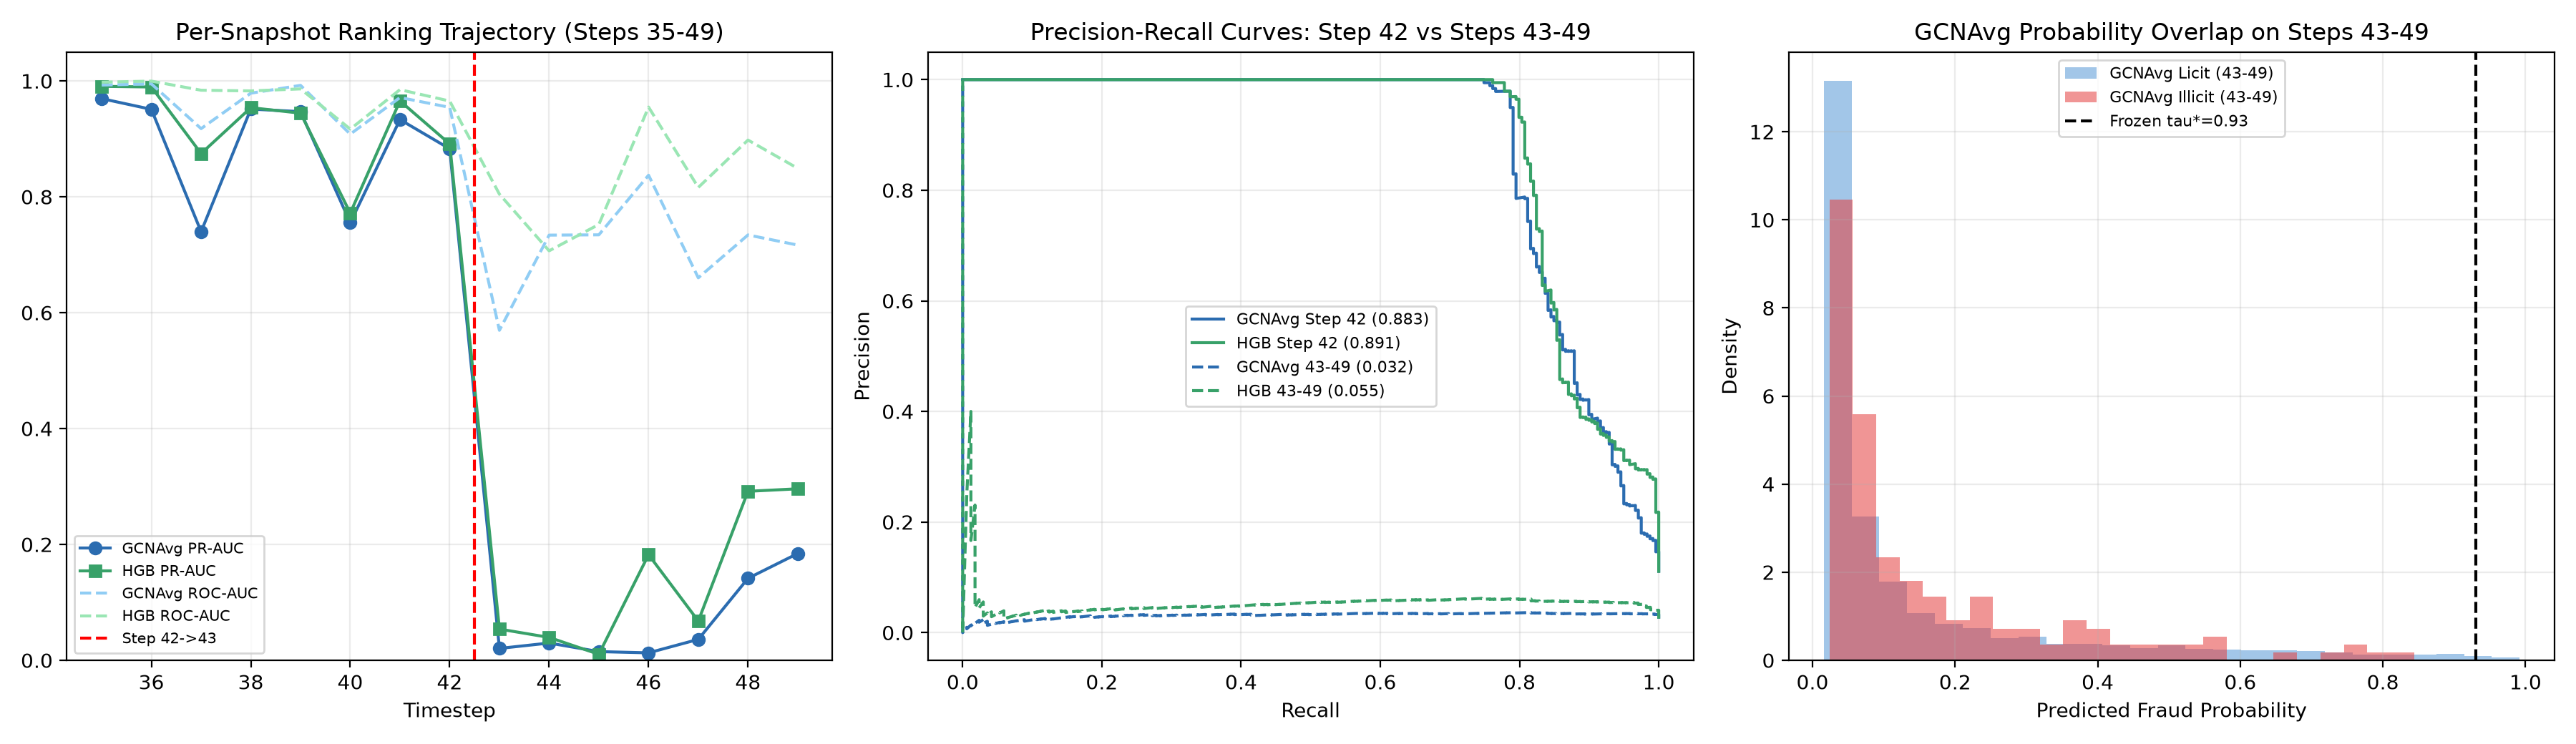 Per-Snapshot Ranking Trajectory (Steps 35-49)
1.0
0.8
0.6
0.4
0.2
0.0
36
38
40
42
44
46
48
Timestep
GCNAvg PR-AUC
HGB PR-AUC
GCNAvg ROC-AUC
HGB ROC-AUC
Step 42->43
Precision-Recall Curves: Step 42 vs Steps 43-49
Precision
1.0
0.8
0.6
0.4
0.2
0.0
0.0
0.2
0.4
0.6
0.8
1.0
Recall
GCNAvg Step 42 (0.883)
HGB Step 42 (0.891)
GCNAvg 43-49 (0.032)
HGB 43-49 (0.055)
GCNAvg Probability Overlap on Steps 43-49
Density
12
10
8
6
4
2
0
0.0
0.2
0.4
0.6
0.8
1.0
Predicted Fraud Probability
GCNAvg Licit (43-49)
GCNAvg Illicit (43-49)
Frozen tau*=0.93